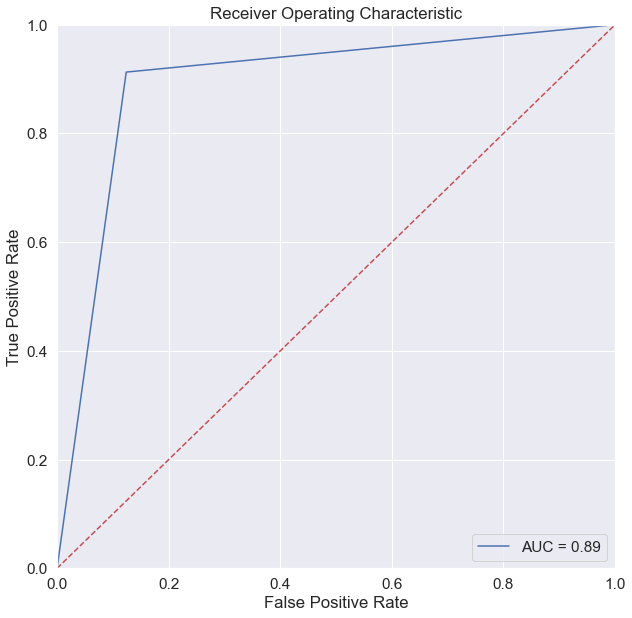 Receiver Operating Characteristic
1.0
0.8
0.6
0.4
0.2
0.0
True Positive Rate
AUC = 0.89
0.0 0.2 0.4 0.6 0.8 1.0
False Positive Rate